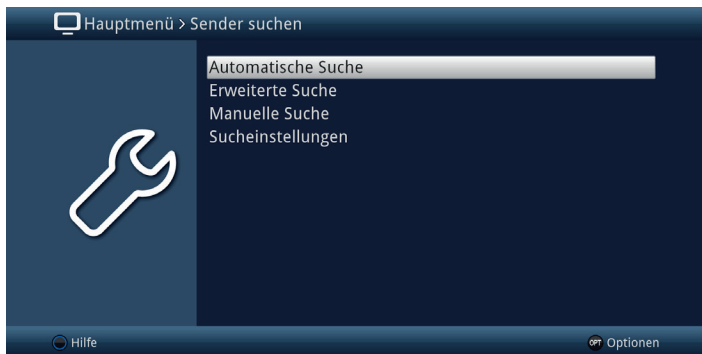 Hauptmenü > Sender suchen
Automatische Suche
Erweiterte Suche
Manuelle Suche
Sucheinstellungen
Hilfe
OPT Optionen